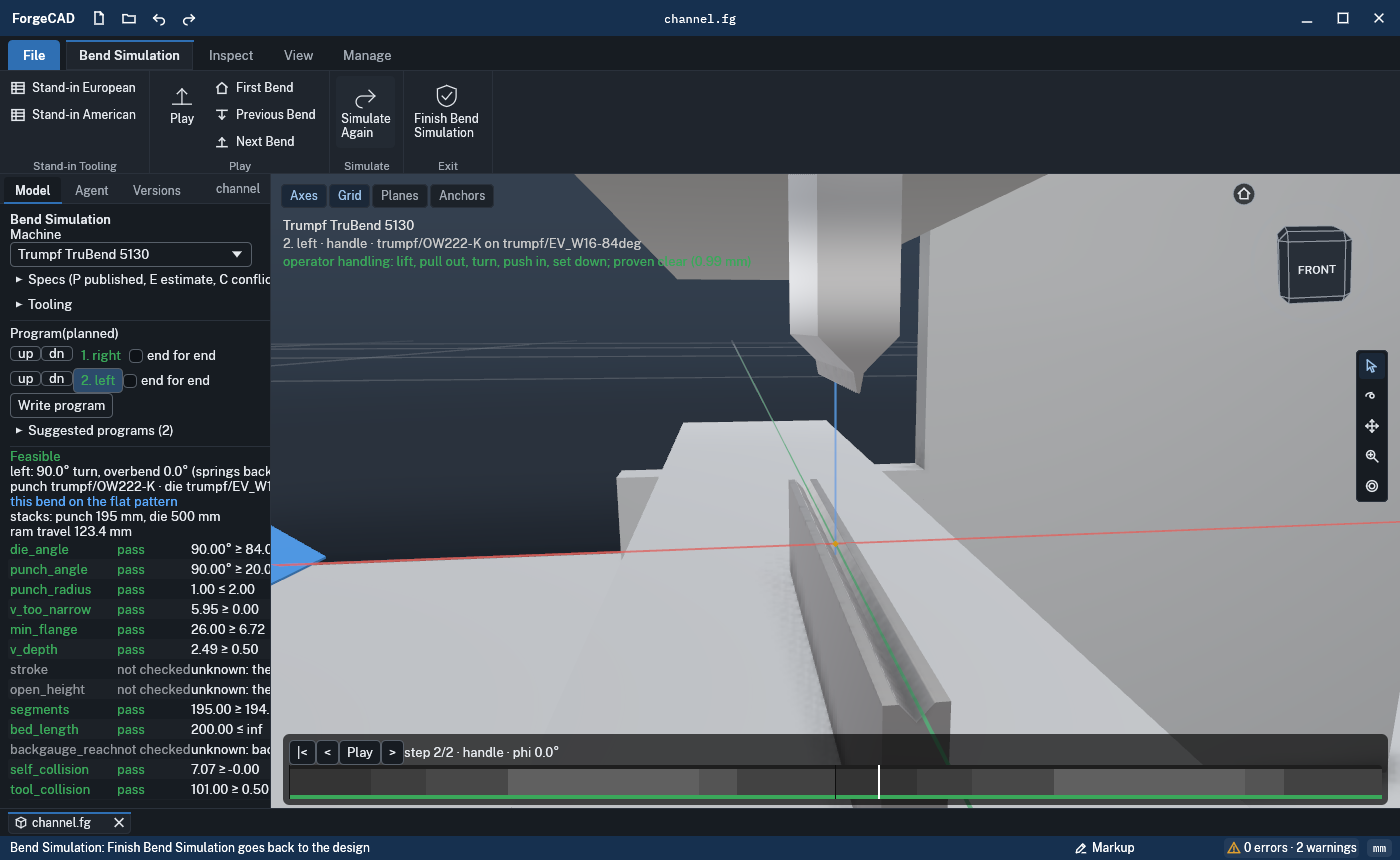 ForgeCAD
channel.fg
File
Bend Simulation
Inspect
View
Manage
Stand-in European
Stand-in American
Stand-in Tooling
Play
First Bend
Previous Bend
Next Bend
Play
Simulate Again
Simulate
Finish Bend Simulation
Exit
Model
Agent
Versions
channel
Bend Simulation
Machine
Trumpf TruBend 5130
Specs (P published, E estimate, C conflic
Tooling
Program(planned)
up dn 1. right end for end
up dn 2. left end for end
Write program
Suggested programs (2)
Feasible
left: 90.0° turn, overbend 0.0° (springs back
punch trumpf/OW222-K · die trumpf/EV_W1
this bend on the flat pattern
stacks: punch 195 mm, die 500 mm
ram travel 123.4 mm
die_angle pass 90.00° ≥ 84.0
punch_angle pass 90.00° ≥ 20.0
punch_radius pass 1.00 ≤ 2.00
v_too_narrow pass 5.95 ≥ 0.00
min_flange pass 26.00 ≥ 6.72
v_depth pass 2.49 ≥ 0.50
stroke not checked unknown: the
open_height not checked unknown: the
segments pass 195.00 ≥ 194.
bed_length pass 200.00 ≤ inf
backgauge_reach not checked unknown: bac
self_collision pass 7.07 ≥ -0.00
tool_collision pass 101.00 ≥ 0.50
Axes
Grid
Planes
Anchors
Trumpf TruBend 5130
2. left · handle · trumpf/OW222-K on trumpf/EV_W16-84deg
operator handling: lift, pull out, turn, push in, set down; proven
FRONT
|< < Play > step 2/2 · handle · phi 0.0°
channel.fg
Bend Simulation: Finish Bend Simulation goes back to the design
Markup
0 errors · 2 warnings
mm